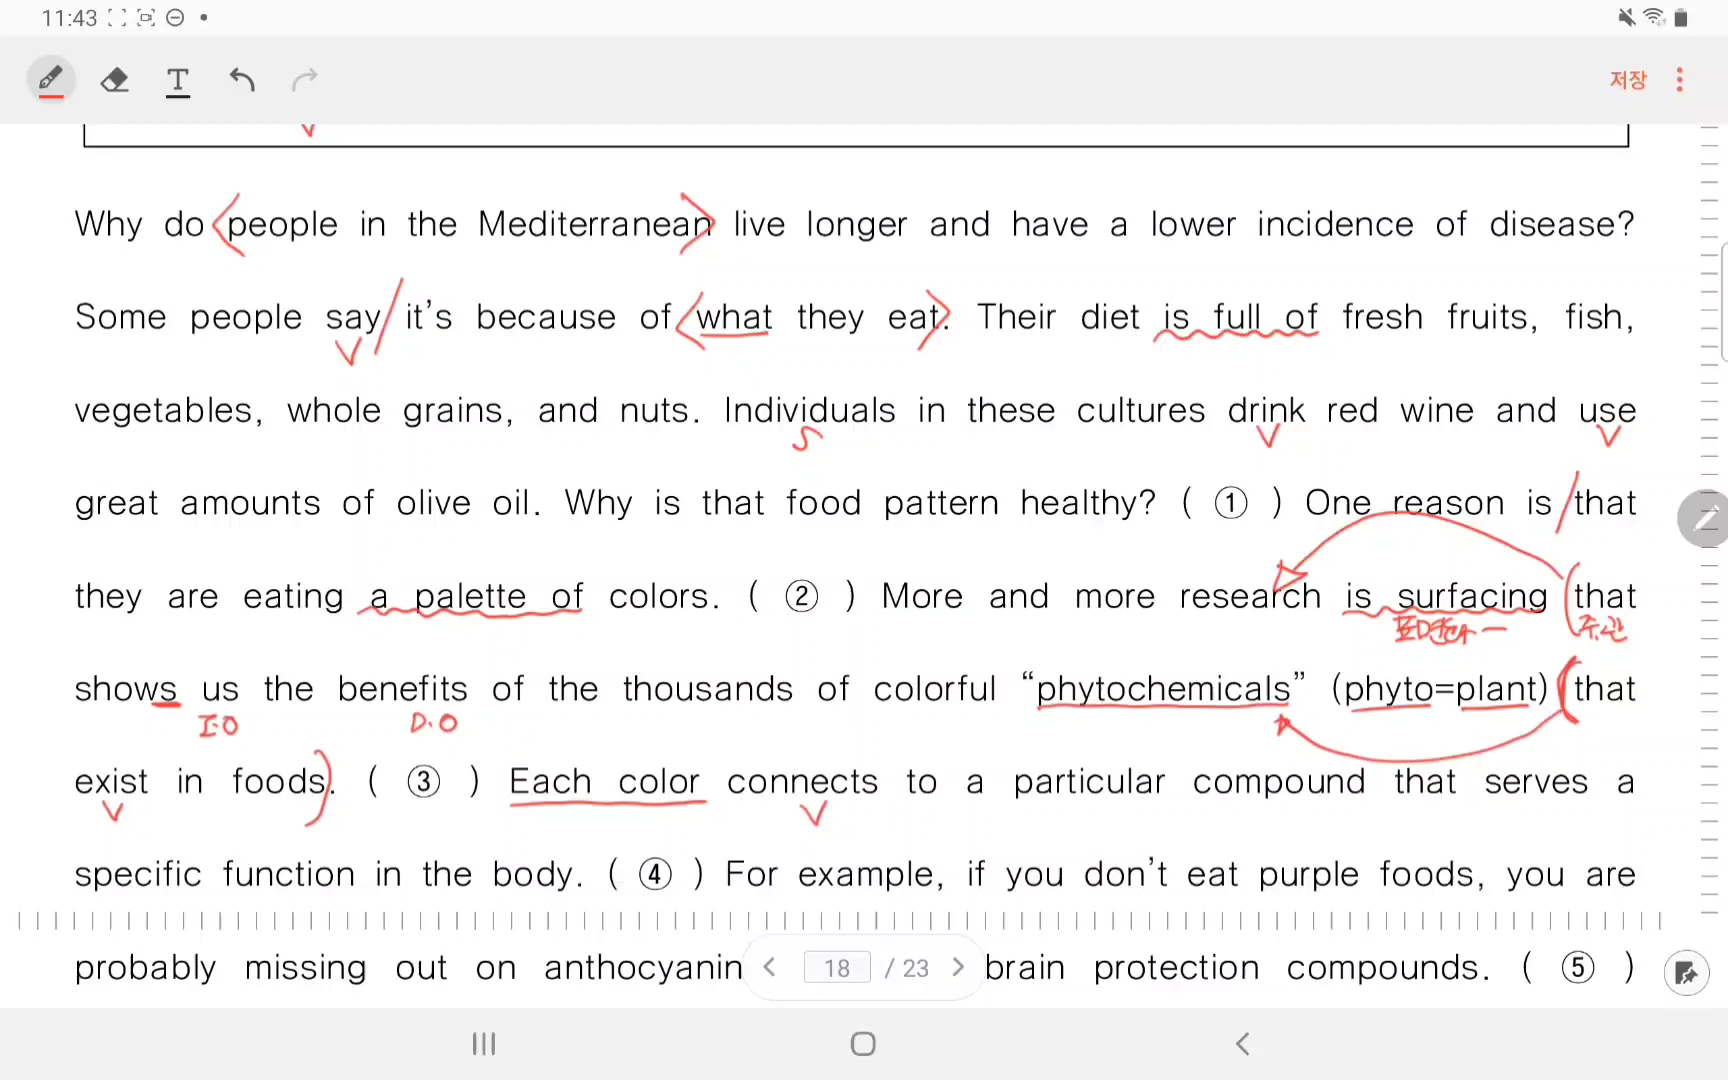 11:43
저장
V
Why do people in the Mediterranean live longer and have a lower incidence of disease?
Some people say it's because of what they eat. Their diet is full of fresh fruits, fish,
V
vegetables, whole grains, and nuts. Individuals in these cultures drink red wine and use
S V V
great amounts of olive oil. Why is that food pattern healthy? ( ① ) One reason is that
they are eating a palette of colors. ( ② ) More and more research is surfacing that
주.관
shows us the benefits of the thousands of colorful “phytochemicals” (phyto=plant) that
I.O D.O
exist in foods. ( ③ ) Each color connects to a particular compound that serves a
V V
specific function in the body. ( ④ ) For example, if you don't eat purple foods, you are
probably missing out on anthocyanin brain protection compounds. ( ⑤ )
18 / 23